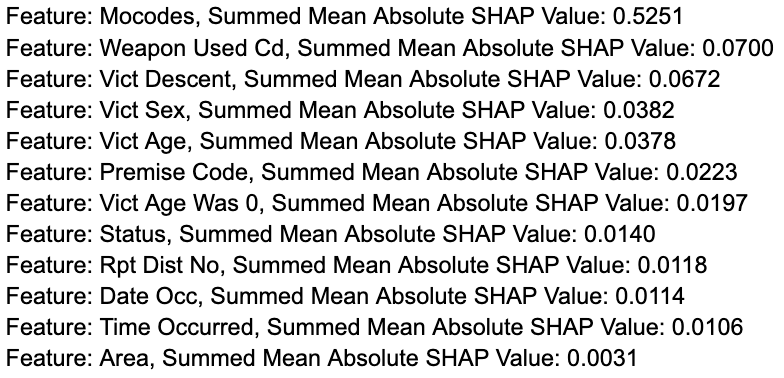 Feature: Mocodes, Summed Mean Absolute SHAP Value: 0.5251
Feature: Weapon Used Cd, Summed Mean Absolute SHAP Value: 0.0700
Feature: Vict Descent, Summed Mean Absolute SHAP Value: 0.0672
Feature: Vict Sex, Summed Mean Absolute SHAP Value: 0.0382
Feature: Vict Age, Summed Mean Absolute SHAP Value: 0.0378
Feature: Premise Code, Summed Mean Absolute SHAP Value: 0.0223
Feature: Vict Age Was 0, Summed Mean Absolute SHAP Value: 0.0197
Feature: Status, Summed Mean Absolute SHAP Value: 0.0140
Feature: Rpt Dist No, Summed Mean Absolute SHAP Value: 0.0118
Feature: Date Occ, Summed Mean Absolute SHAP Value: 0.0114
Feature: Time Occurred, Summed Mean Absolute SHAP Value: 0.0106
Feature: Area, Summed Mean Absolute SHAP Value: 0.0031